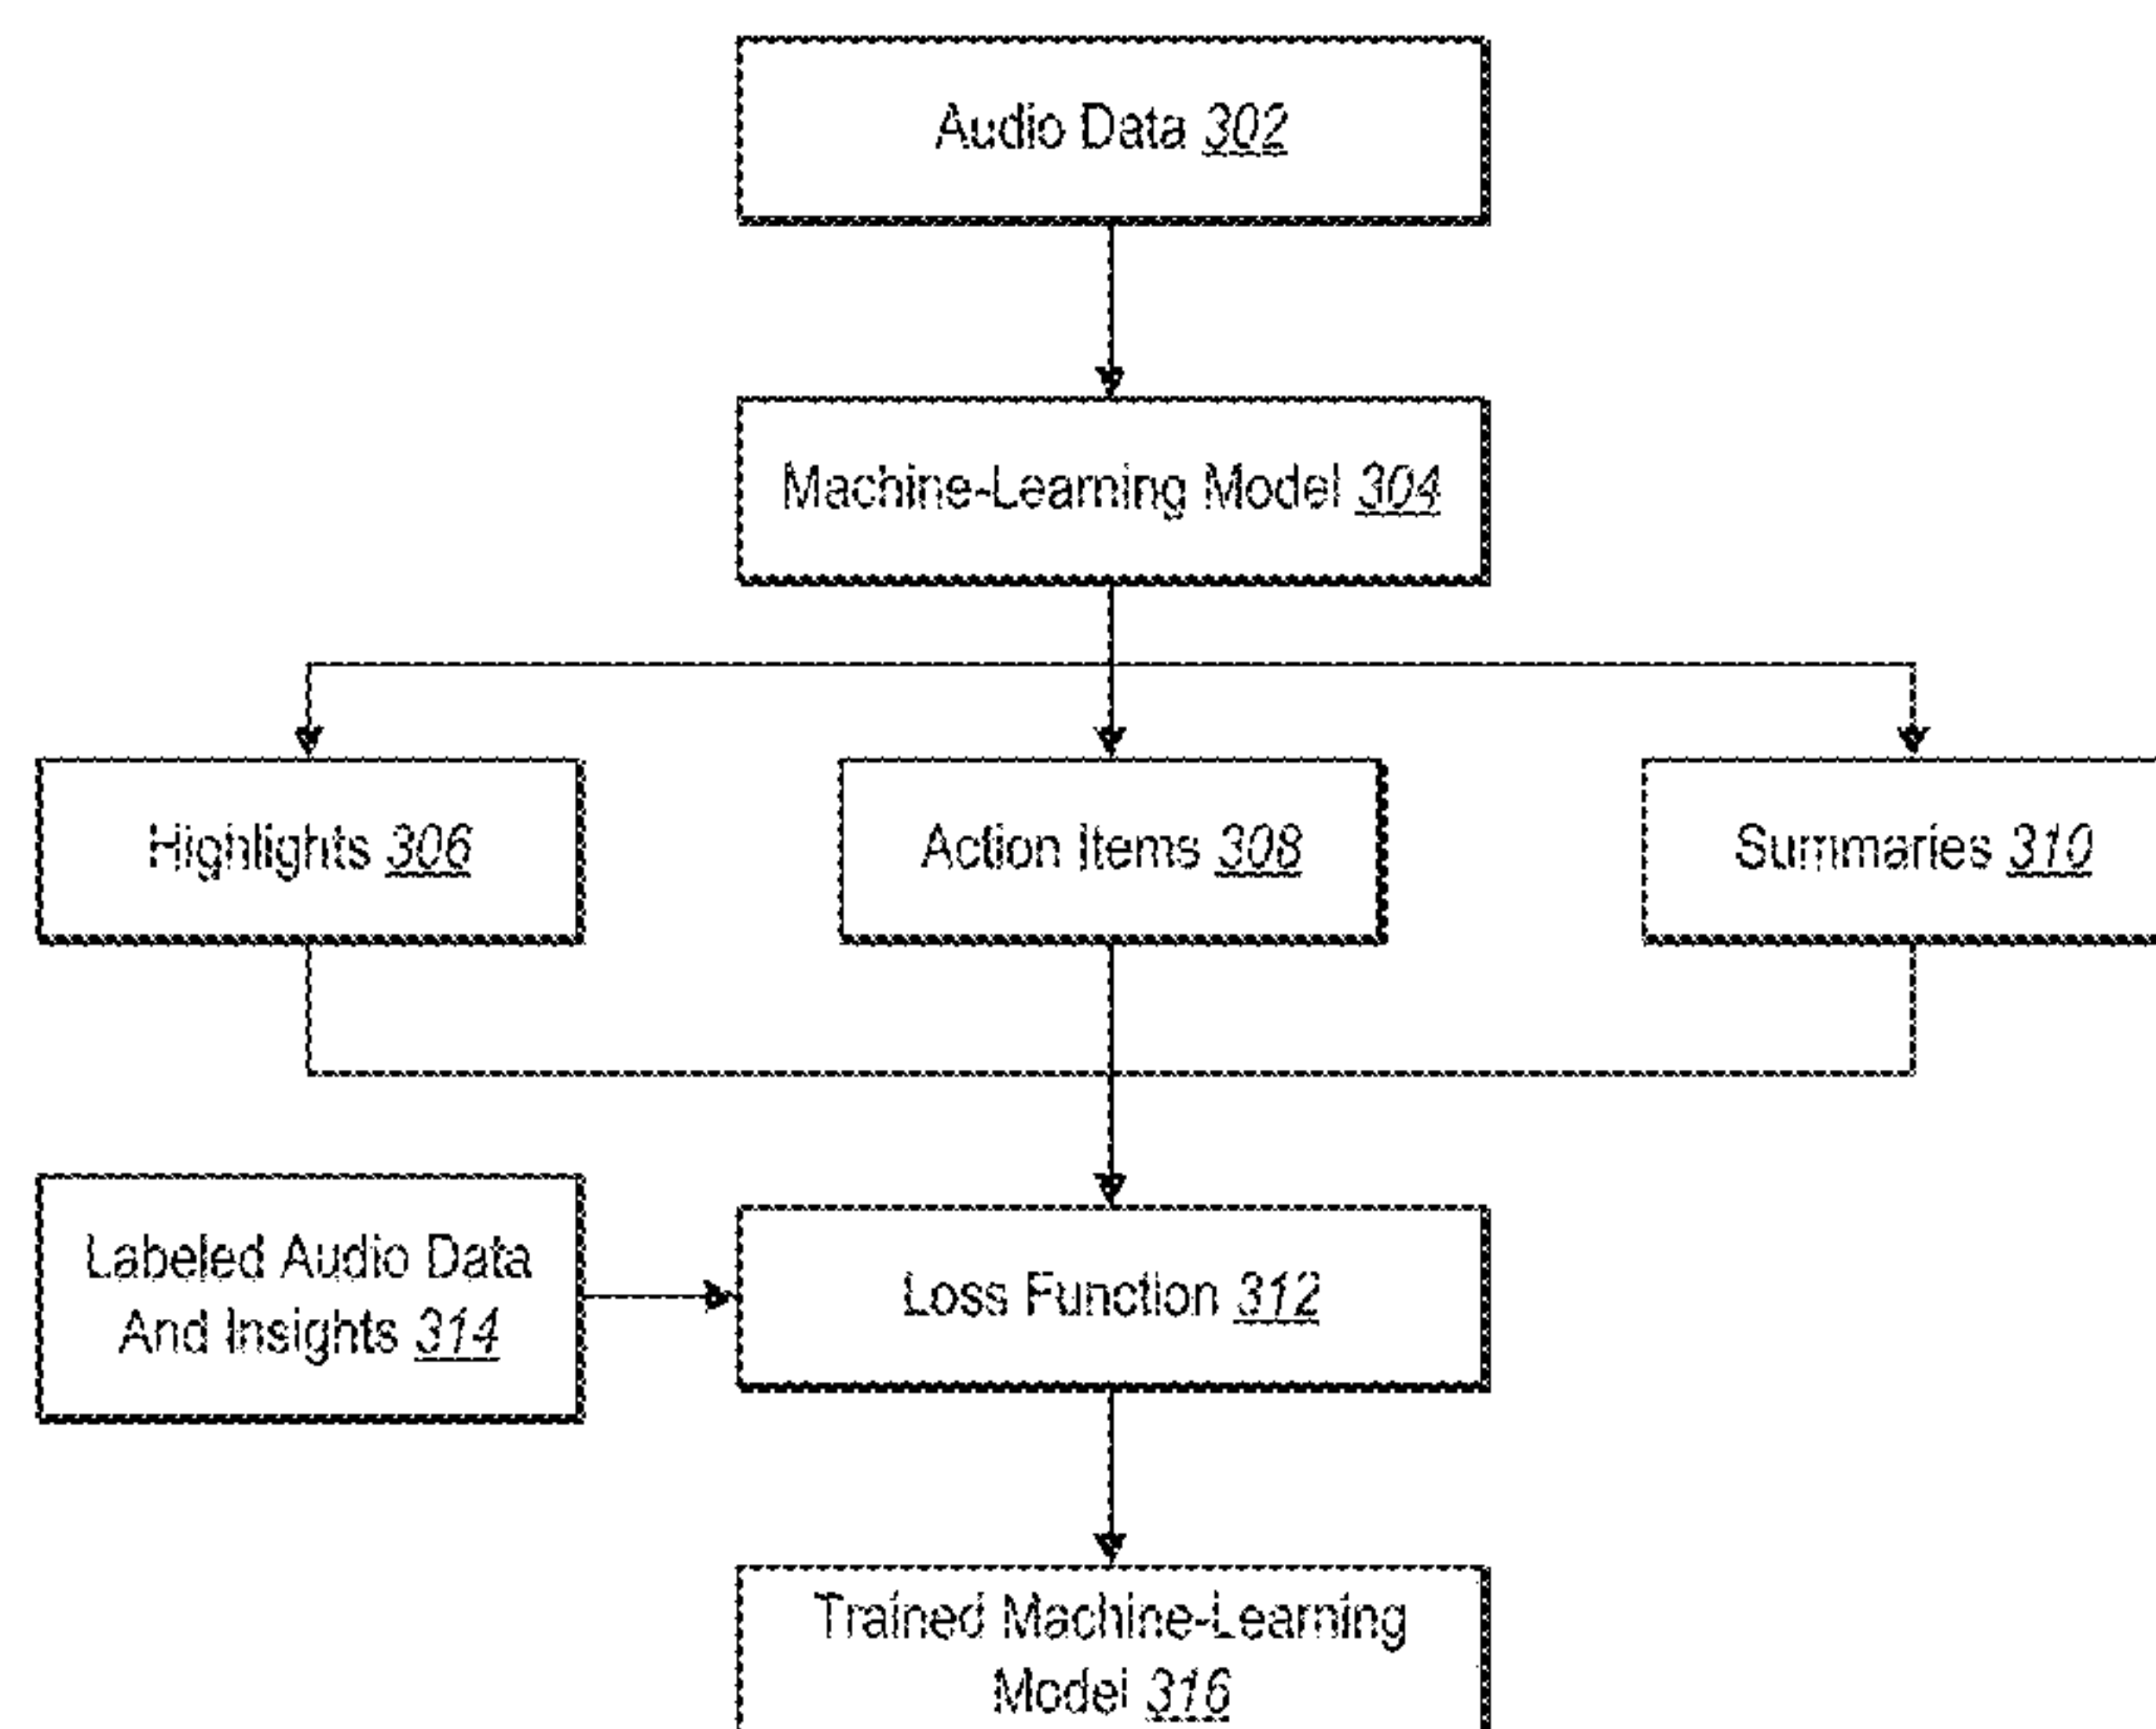 Audio Data 302
Machine-Learning Model 304
Highlights 306
Action Items 308
Summaries 310
Labeled Audio Data
And Insights 314
Loss Function 312
Trained Machine-Learning
Model 316